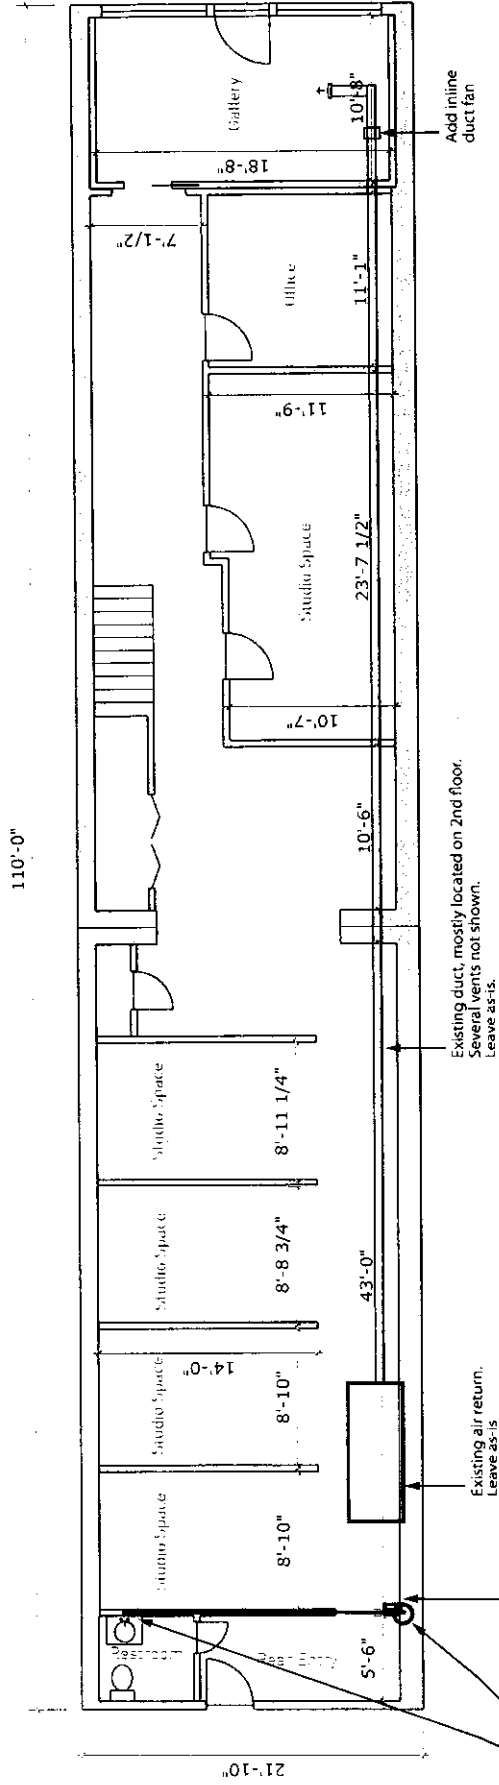 110'-0"
21'-10"
Gallery
10'-8"
18'-8"
Add inline
duct fan
7'-1/2"
Office
11'-1"
11'-9"
Studio Space
23'-7 1/2"
10'-7"
10'-6"
Existing duct, mostly located on 2nd floor.
Several vents not shown.
Leave as-is.
Studio Space
8'-11 1/4"
Studio Space
8'-8 3/4"
43'-0"
14'-0"
Studio Space
8'-10"
Existing air return.
Leave as-is
Studio Space
8'-10"
Restroom
Rear Entry
5'-6"